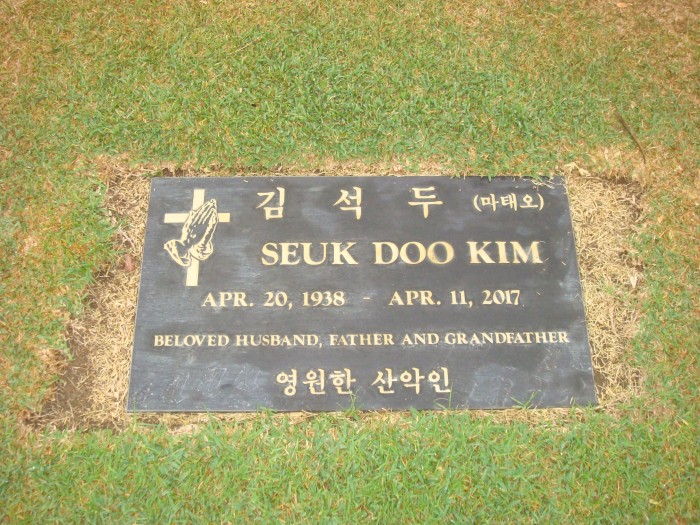 김 석 두 (마태오)
SEUK DOO KIM
APR. 20, 1938 - APR. 11, 2017
BELOVED HUSBAND, FATHER AND GRANDFATHER
영원한 산악인